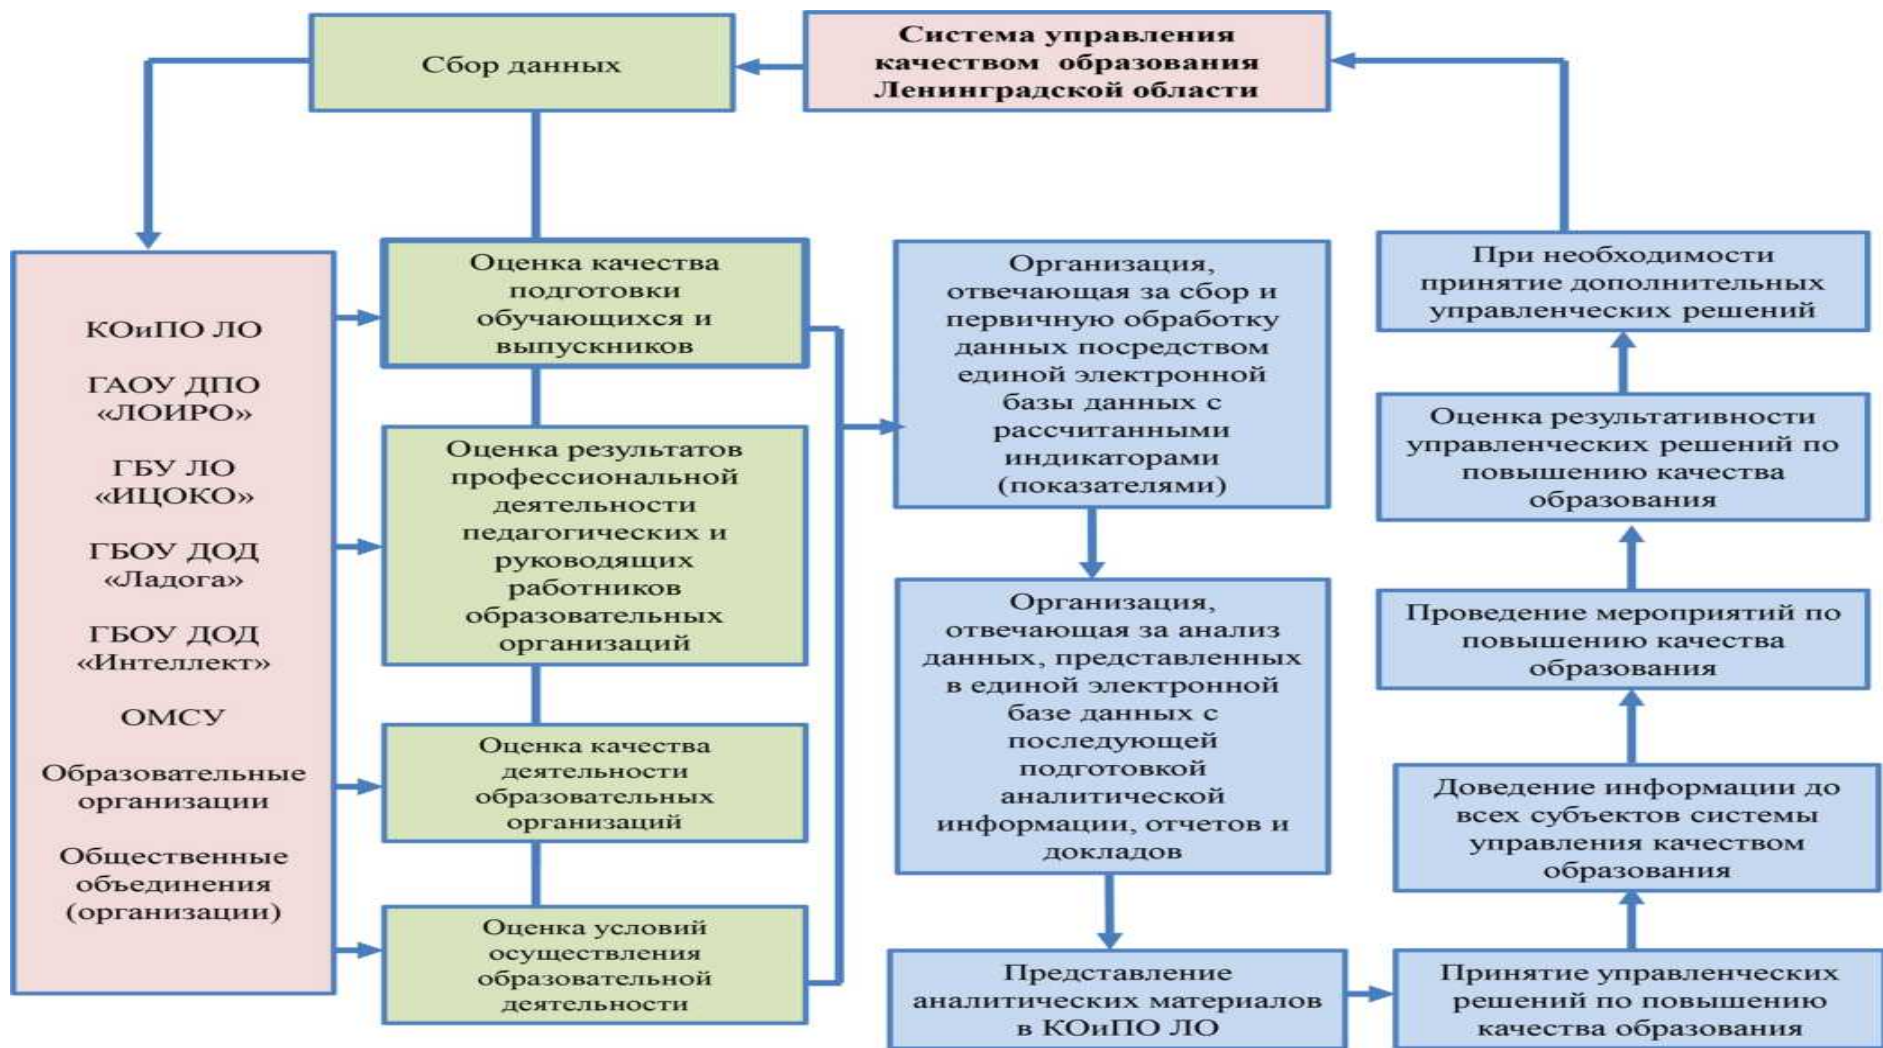 Сбор данных
Система управления
качеством образования
Ленинградской области
КОиПО ЛО
ГАОУ ДПО
«ЛОИРО»
ГБУ ЛО
«ИЦОКО»
ГБОУ ДОД
«Ладога»
ГБОУ ДОД
«Интеллект»
ОМСУ
Образовательные
организации
Общественные
объединения
(организации)
Оценка качества
подготовки
обучающихся и
выпускников
Оценка результатов
профессиональной
деятельности
педагогических и
руководящих
работников
образовательных
организаций
Оценка качества
деятельности
образовательных
организаций
Оценка условий
осуществления
образовательной
деятельности
Организация,
отвечающая за сбор и
первичную обработку
данных посредством
единой электронной
базы данных с
рассчитанными
индикаторами
(показателями)
Организация,
отвечающая за анализ
данных, представленных
в единой электронной
базе данных с
последующей
подготовкой
аналитической
информации, отчетов и
докладов
Представление
аналитических материалов
в КОиПО ЛО
При необходимости
принятие дополнительных
управленческих решений
Оценка результативности
управленческих решений по
повышению качества
образования
Проведение мероприятий по
повышению качества
образования
Доведение информации до
всех субъектов системы
управления качеством
образования
Принятие управленческих
решений по повышению
качества образования